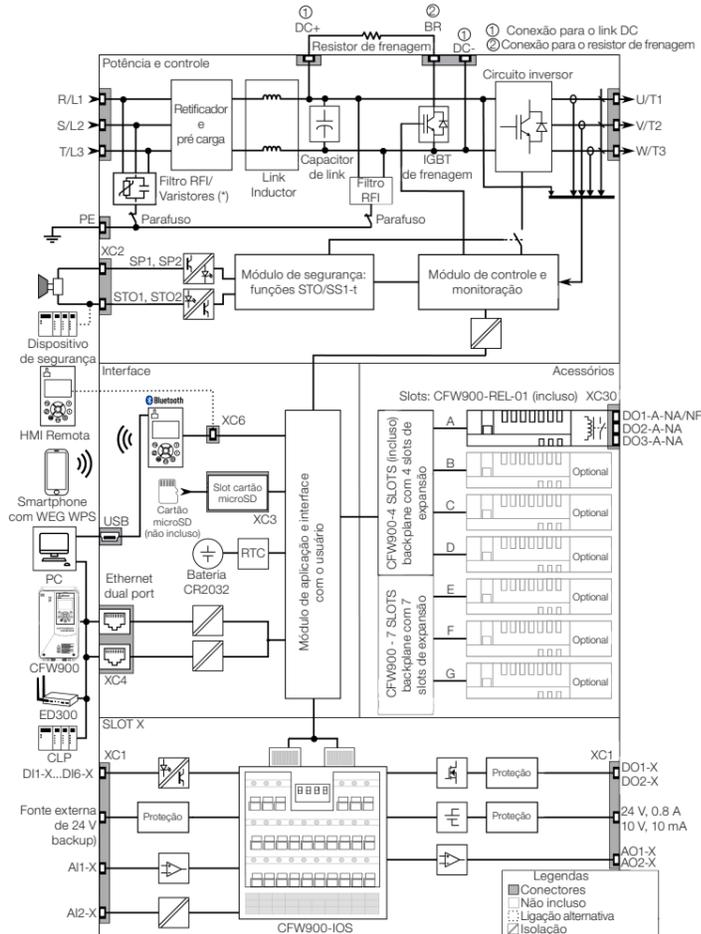 ① DC+
② BR
① DC-
① Conexão para o link DC
② Conexão para o resistor de frenagem
Resistor de frenagem
Potência e controle
Circuito inversor
R/L1
S/L2
T/L3
Retificador
e
pré carga
U/T1
V/T2
W/T3
Link
Inductor
Capacitor
de link
IGBT
de frenagem
Filtro RFI/
Varistores (*)
Filtro
RFI
PE
Parafuso
Parafuso
XC2
SP1, SP2
STO1, STO2
Módulo de segurança:
funções STO/SS1-t
Módulo de controle e
monitoração
Dispositivo
de segurança
Interface
Acessórios
Slots: CFW900-REL-01 (incluso) XC30
Bluetooth
HMI Remota
XC6
A
DO1-A-NA/NF
DO2-A-NA
DO3-A-NA
CFW900-4 SLOTS (incluso)
backplane com 4 slots de
expansão
B
Optional
C
Optional
D
Optional
CFW900 - 7 SLOTS
backplane com 7
slots de expansão
E
Optional
F
Optional
G
Optional
Smartphone
com WEG WPS
Slot cartão
microSD
XC3
Cartão
microSD
(não incluso)
USB
PC
RTC
Bateria
CR2032
Módulo de aplicação e interface
com o usuário
Ethernet
dual port
CFW900
XC4
ED300
CLP
SLOT X
XC1
XC1
DI1-X...DI6-X
Proteção
DO1-X
DO2-X
Fonte externa
de 24 V
backup)
Proteção
Proteção
24 V, 0.8 A
10 V, 10 mA
AI1-X
AO1-X
AO2-X
AI2-X
CFW900-IOS
Legendas
Conectores
Não incluso
Ligação alternativa
Isolação